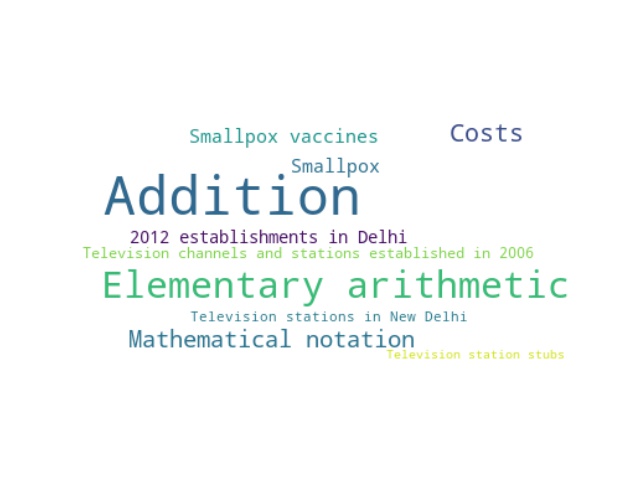 Smallpox vaccines
Costs
Smallpox
Addition
2012 establishments in Delhi
Television channels and stations established in 2006
Elementary arithmetic
Television stations in New Delhi
Mathematical notation
Television station stubs